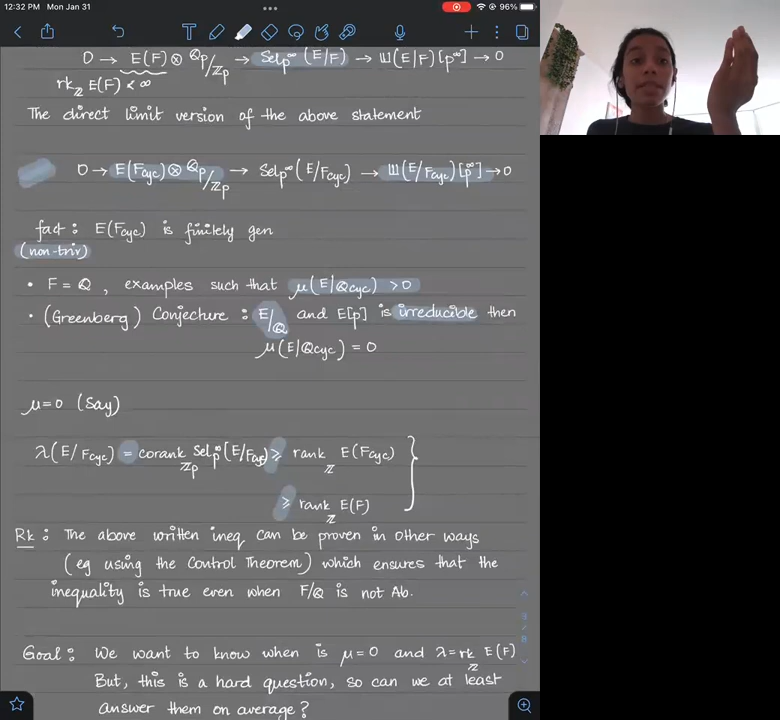 12:32 PM Mon Jan 31
96%
0 → E(F) ⊗ Qp/Zp → Selp∞(E/F) → Ш(E/F)[p∞] → 0
rk_Z E(F) < ∞
The direct limit version of the above statement
0 → E(Fcyc) ⊗ Qp/Zp → Selp∞(E/Fcyc) → Ш(E/Fcyc)[p∞] → 0
fact : E(Fcyc) is finitely gen
(non-triv)
• F = Q , examples such that μ(E|Qcyc) > 0
• (Greenberg) Conjecture : E/Q and E[p] is irreducible then
μ(E|Qcyc) = 0
μ=0 (Say)
λ(E/Fcyc) = corank_Zp Selp∞(E/Fcyc) ⩾ rank_Z E(Fcyc)
⩾ rank_Z E(F)
Rk : The above written ineq can be proven in other ways
(eg using the Control Theorem) which ensures that the
inequality is true even when F/Q is not Ab.
Goal : We want to know when is μ=0 and λ=rk_Z E(F)
But, this is a hard question, so can we at least
answer them on average ?